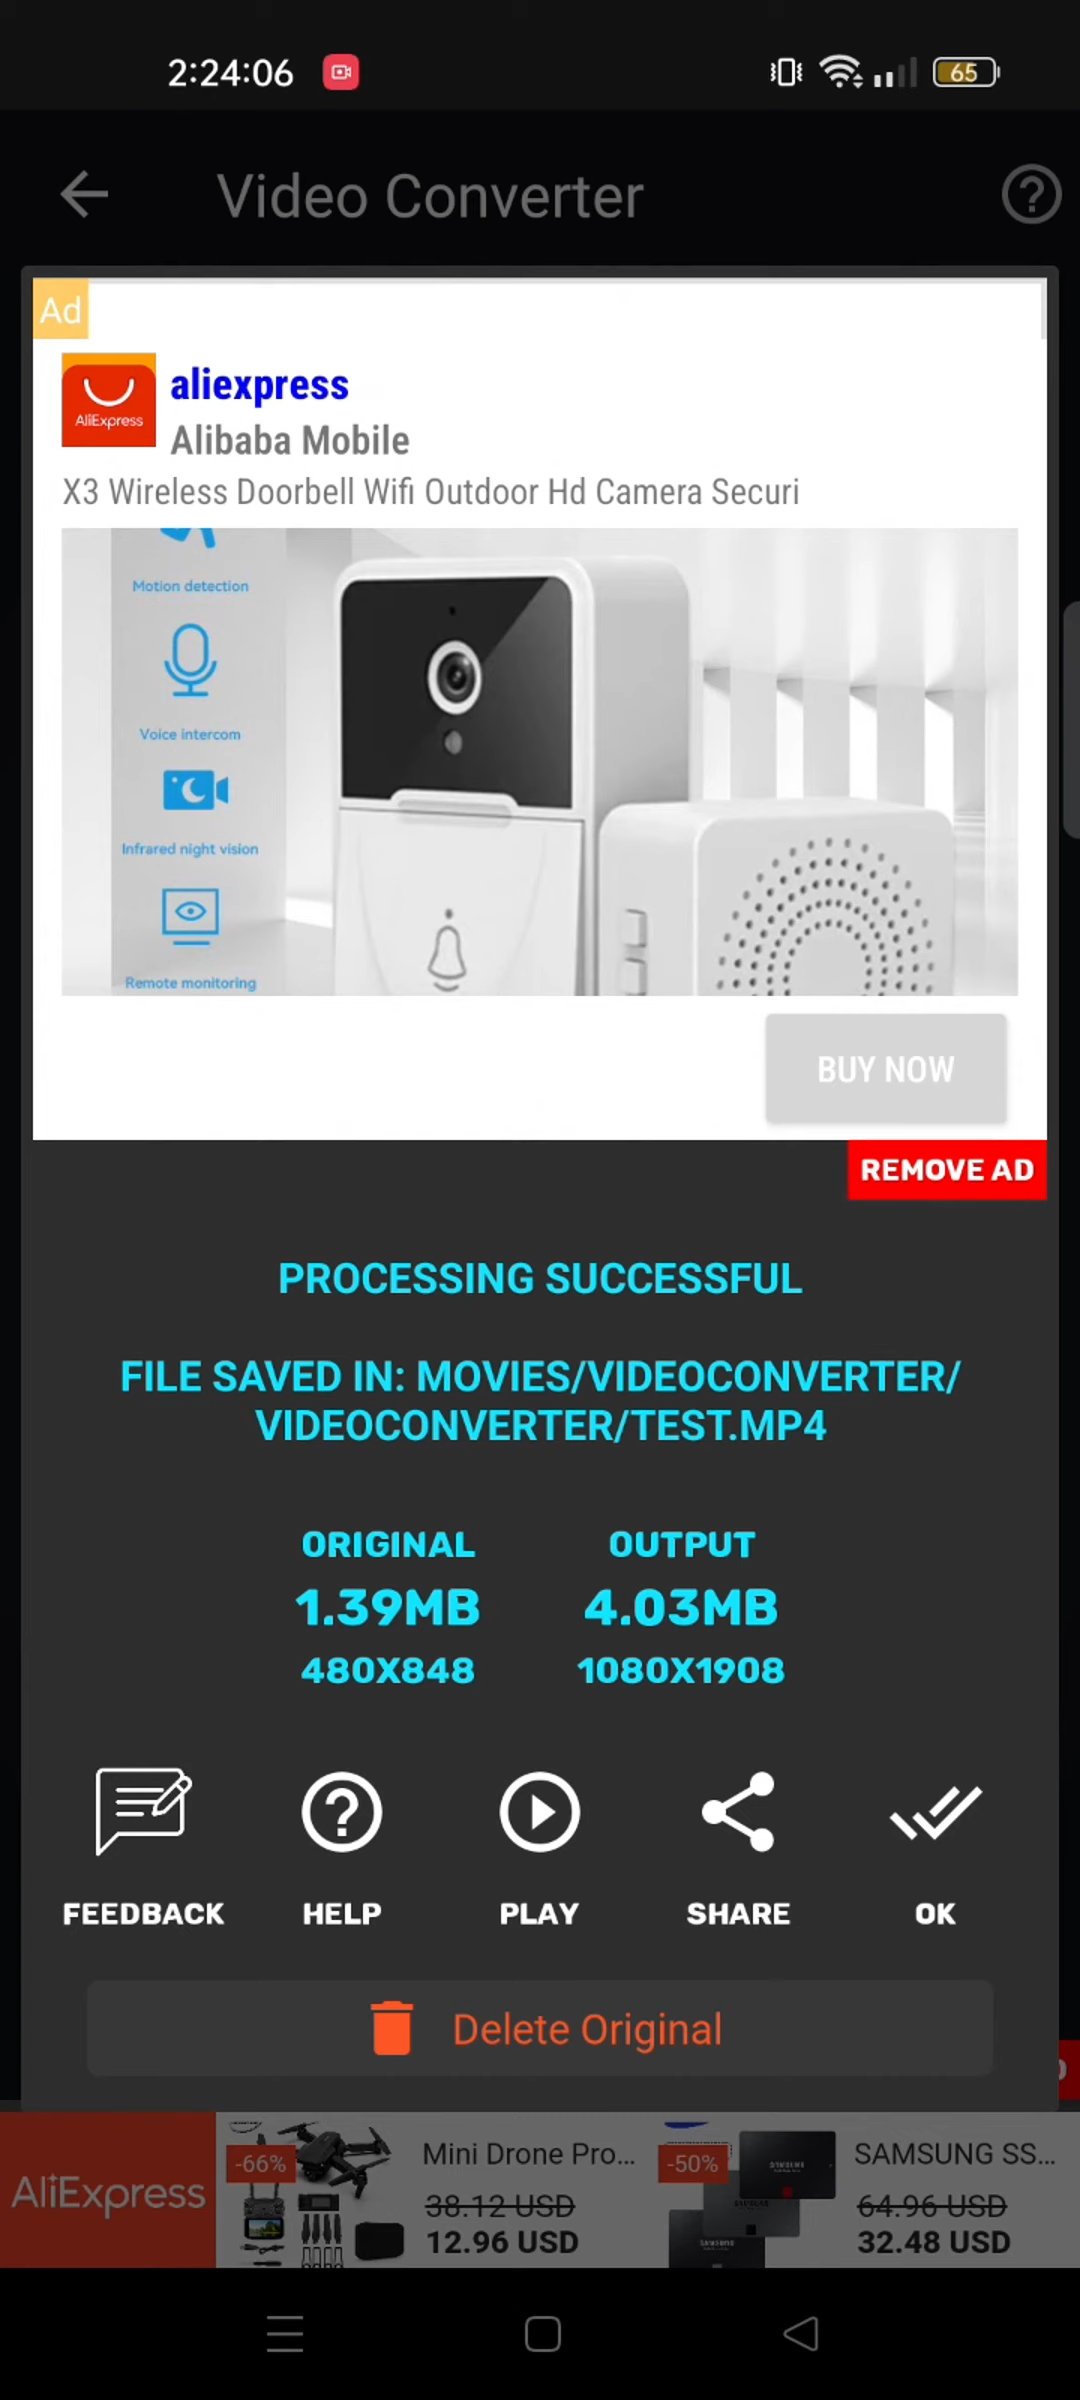 2:24:06
65
Video Converter
Ad
AliExpress
aliexpress
Alibaba Mobile
X3 Wireless Doorbell Wifi Outdoor Hd Camera Securi
Motion detection
Voice intercom
Infrared night vision
Remote monitoring
BUY NOW
REMOVE AD
PROCESSING SUCCESSFUL
FILE SAVED IN: MOVIES/VIDEOCONVERTER/
VIDEOCONVERTER/TEST.MP4
ORIGINAL OUTPUT
1.39MB 4.03MB
480X848 1080X1908
FEEDBACK HELP PLAY SHARE OK
Delete Original
AliExpress
-66%
Mini Drone Pro...
38.12 USD
12.96 USD
-50%
SAMSUNG
SAMSUNG SS...
64.96 USD
32.48 USD